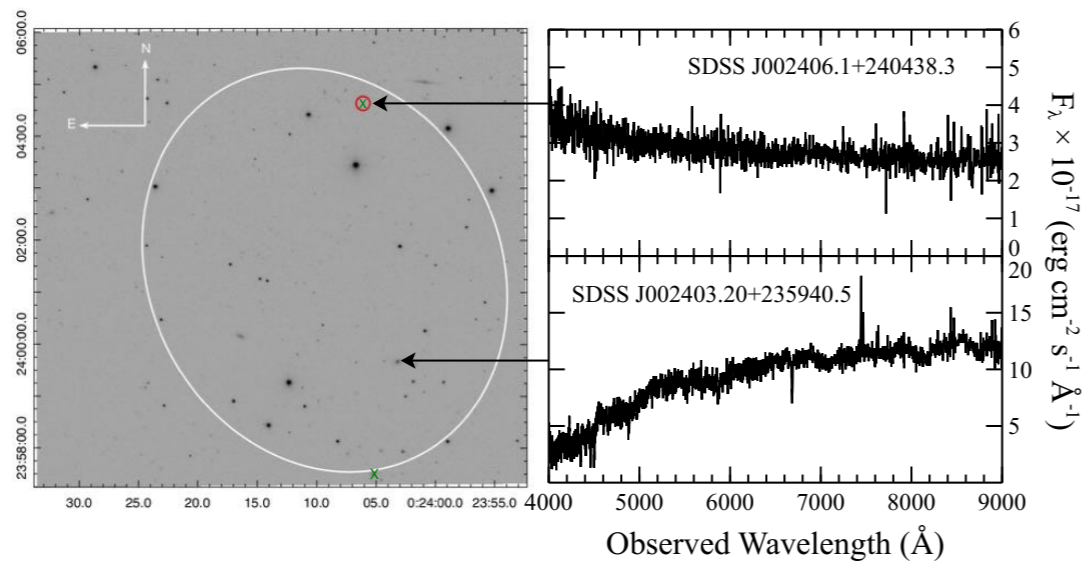 06:00.0
04:00.0
02:00.0
24:00:00.0
23:58:00.0
N
E
X
X
30.0 25.0 20.0 15.0 10.0 05.0 0:24:00.0 23:55.0
SDSS J002406.1+240438.3
6
5
4
3
2
1
0
SDSS J002403.20+235940.5
20
15
10
5
F_λ × 10⁻¹⁷ (erg cm⁻² s⁻¹ Å⁻¹)
4000 5000 6000 7000 8000 9000
Observed Wavelength (Å)